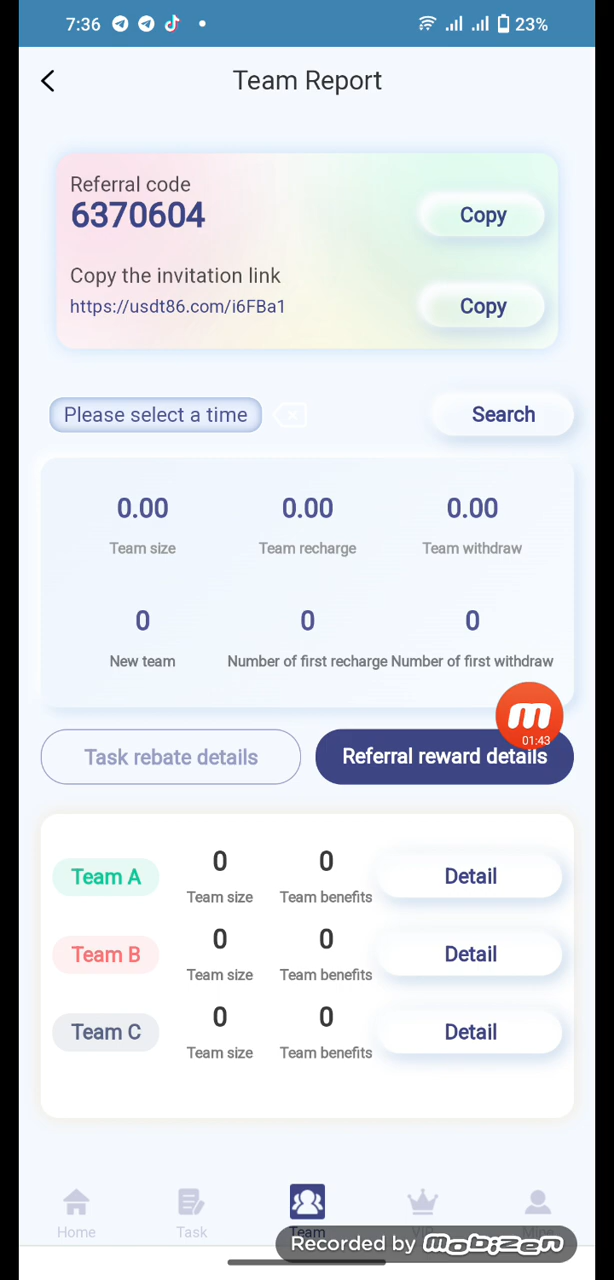 7:36 23%
Team Report
Referral code
6370604
Copy
Copy the invitation link
https://usdt86.com/i6FBa1
Copy
Please select a time
Search
0.00 0.00 0.00
Team size Team recharge Team withdraw
0 0 0
New team Number of first recharge Number of first withdraw
m
01:43
Task rebate details Referral reward details
Team A 0 0 Detail
Team size Team benefits
Team B 0 0 Detail
Team size Team benefits
Team C 0 0 Detail
Team size Team benefits
Home Task Team VIP Mine
Recorded by mobizen